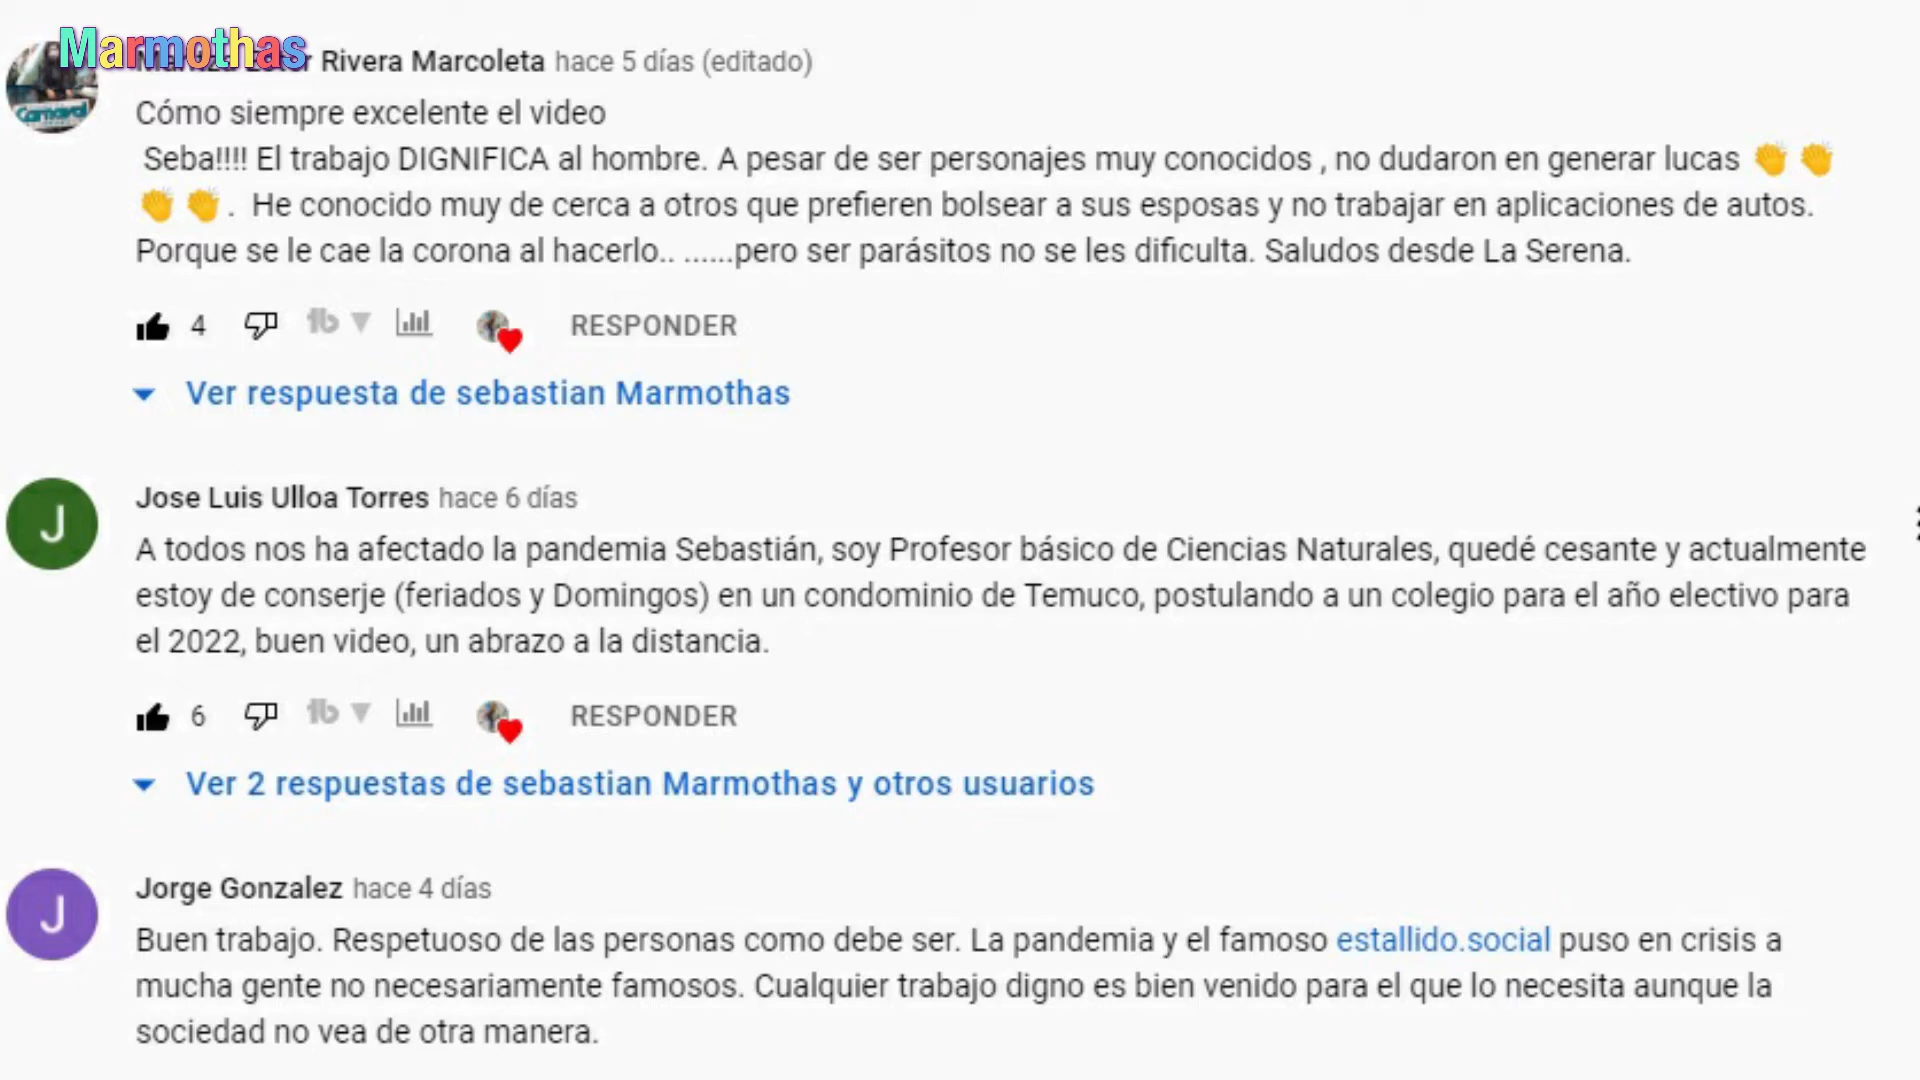 Marmothas
Rivera Marcoleta hace 5 días (editado)
Cómo siempre excelente el video
Seba!!!! El trabajo DIGNIFICA al hombre. A pesar de ser personajes muy conocidos , no dudaron en generar lucas 👏 👏
👏 👏 . He conocido muy de cerca a otros que prefieren bolsear a sus esposas y no trabajar en aplicaciones de autos.
Porque se le cae la corona al hacerlo.. ......pero ser parásitos no se les dificulta. Saludos desde La Serena.
4 RESPONDER
Ver respuesta de sebastian Marmothas
J
Jose Luis Ulloa Torres hace 6 días
A todos nos ha afectado la pandemia Sebastián, soy Profesor básico de Ciencias Naturales, quedé cesante y actualmente
estoy de conserje (feriados y Domingos) en un condominio de Temuco, postulando a un colegio para el año electivo para
el 2022, buen video, un abrazo a la distancia.
6 RESPONDER
Ver 2 respuestas de sebastian Marmothas y otros usuarios
J
Jorge Gonzalez hace 4 días
Buen trabajo. Respetuoso de las personas como debe ser. La pandemia y el famoso estallido.social puso en crisis a
mucha gente no necesariamente famosos. Cualquier trabajo digno es bien venido para el que lo necesita aunque la
sociedad no vea de otra manera.